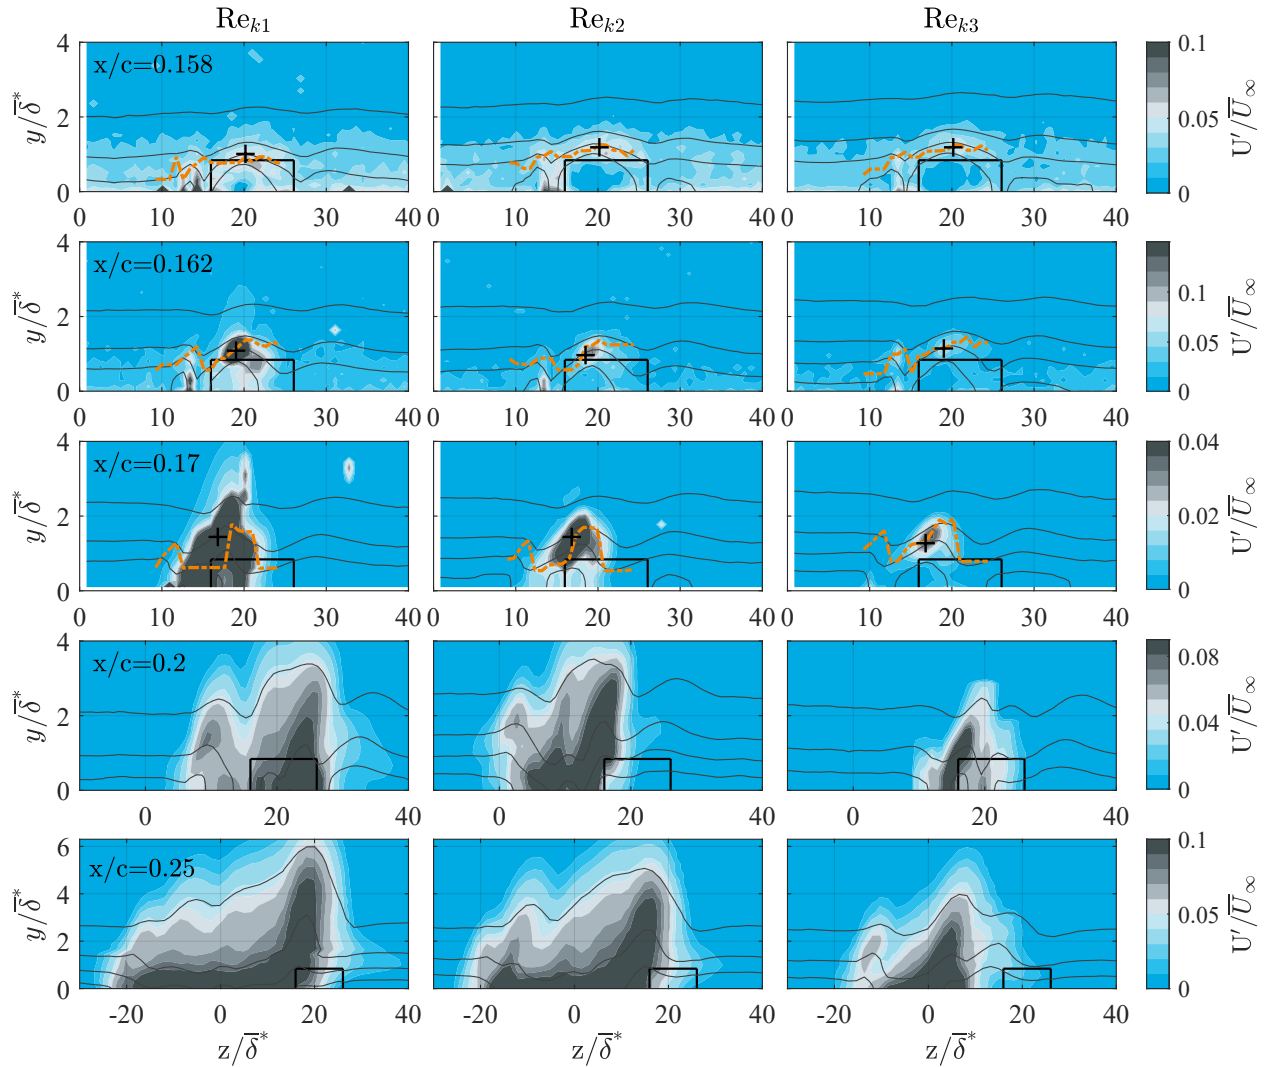 Re_k1 Re_k2 Re_k3
4 2 0 y/δ̅* x/c=0.158 0.1 0.05 0 U'/U̅_∞
0 10 20 30 40 0 10 20 30 40 0 10 20 30 40
4 2 0 y/δ̅* x/c=0.162 0.1 0.05 0 U'/U̅_∞
0 10 20 30 40 0 10 20 30 40 0 10 20 30 40
4 2 0 y/δ̅* x/c=0.17 0.04 0.02 0 U'/U̅_∞
0 10 20 30 40 0 10 20 30 40 0 10 20 30 40
4 2 0 y/δ̅* x/c=0.2 0.08 0.04 0 U'/U̅_∞
0 20 40 0 20 40 0 20 40
6 4 2 0 y/δ̅* x/c=0.25 0.1 0.05 0 U'/U̅_∞
-20 0 20 40 -20 0 20 40 -20 0 20 40
z/δ̅* z/δ̅* z/δ̅*